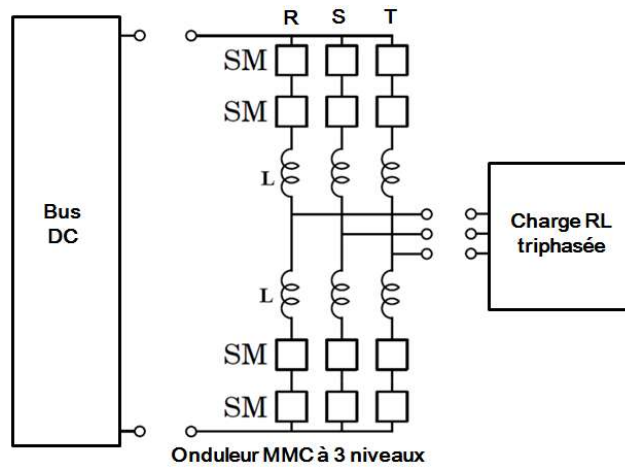 R S T
SM
SM
L
Bus
DC
Charge RL
triphasée
L
SM
SM
Onduleur MMC à 3 niveaux